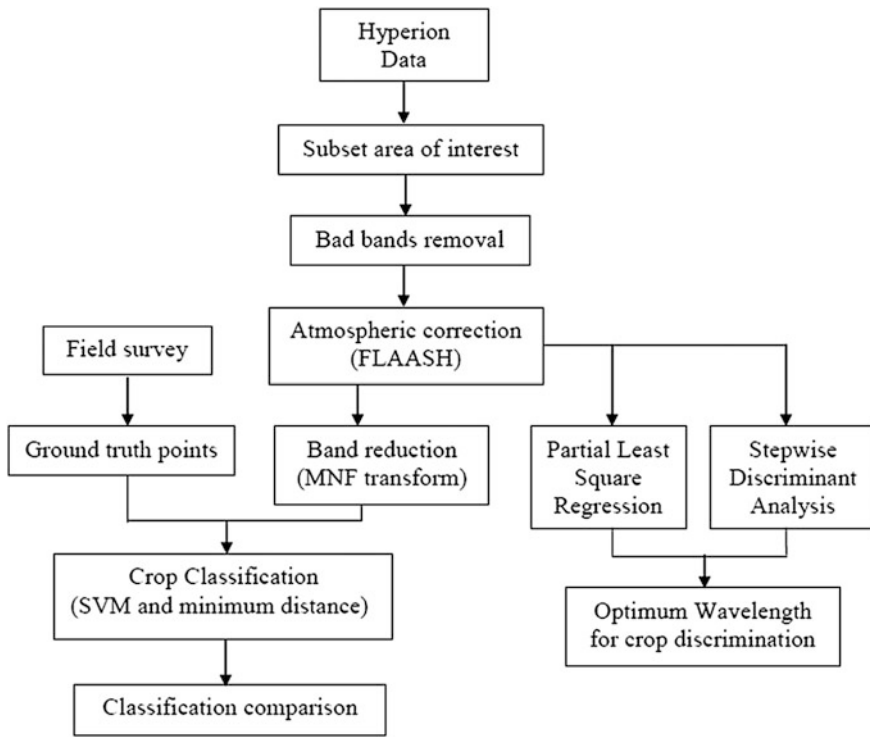 Hyperion
Data
Subset area of interest
Bad bands removal
Atmospheric correction
(FLAASH)
Field survey
Ground truth points
Band reduction
(MNF transform)
Partial Least
Square
Regression
Stepwise
Discriminant
Analysis
Crop Classification
(SVM and minimum distance)
Optimum Wavelength
for crop discrimination
Classification comparison